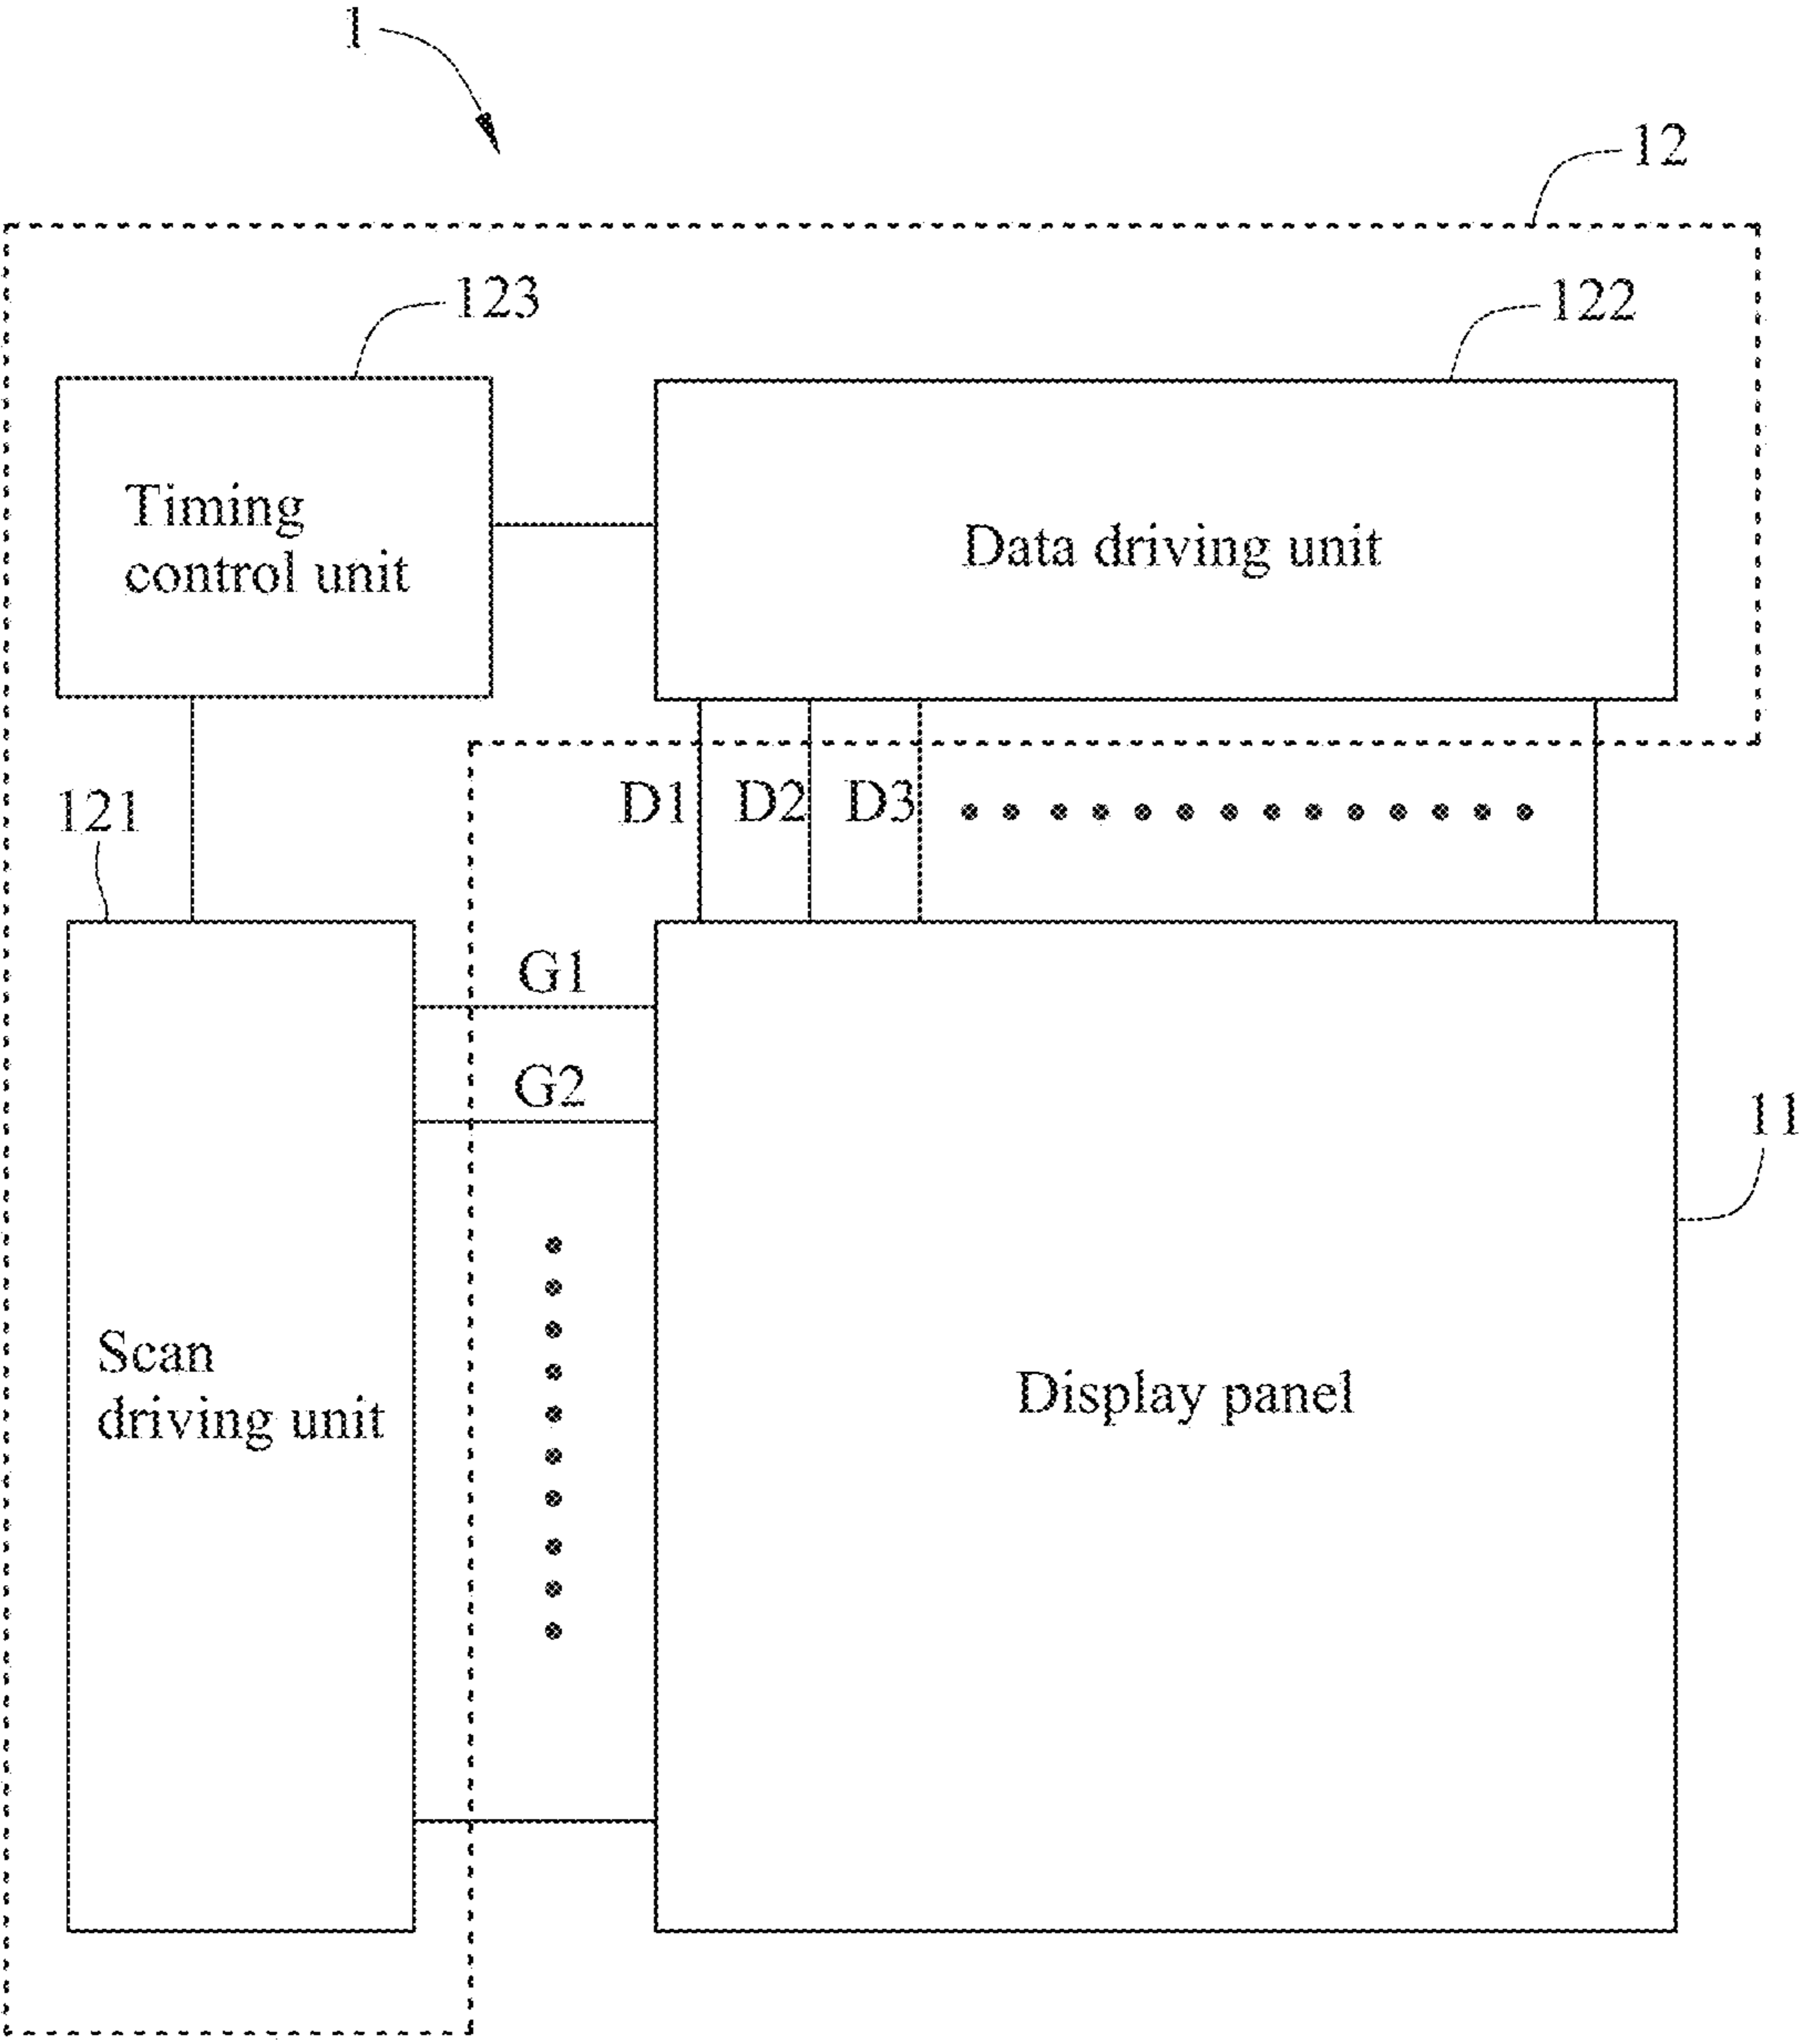 1
12
123
122
Timing
control unit
Data driving unit
121
D1
D2
D3
G1
G2
11
Scan
driving unit
Display panel